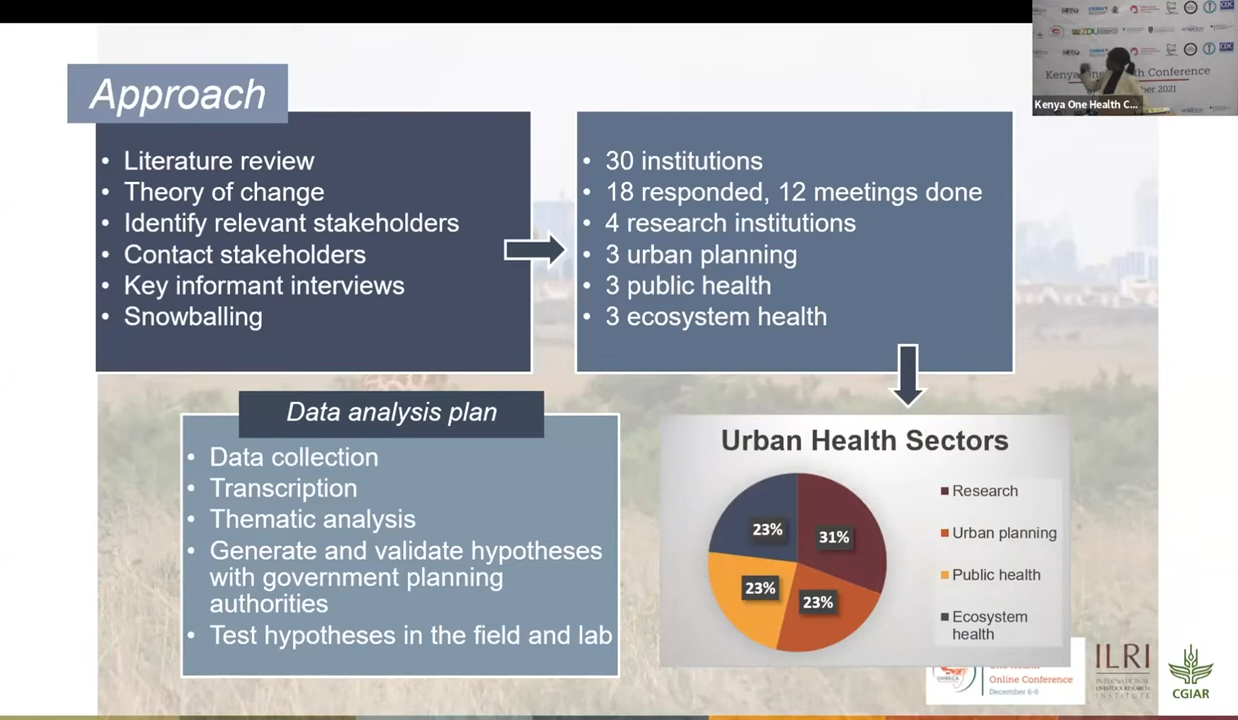 Approach
• Literature review
• Theory of change
• Identify relevant stakeholders
• Contact stakeholders
• Key informant interviews
• Snowballing
• 30 institutions
• 18 responded, 12 meetings done
• 4 research institutions
• 3 urban planning
• 3 public health
• 3 ecosystem health
Data analysis plan
• Data collection
• Transcription
• Thematic analysis
• Generate and validate hypotheses
with government planning
authorities
• Test hypotheses in the field and lab
Urban Health Sectors
23%
31%
23%
23%
Research
Urban planning
Public health
Ecosystem
health
Online Conference
December 6-8
ILRI
INTERNATIONAL
LIVESTOCK RESEARCH
INSTITUTE
CGIAR
Conference
2021
Kenya One Health C...